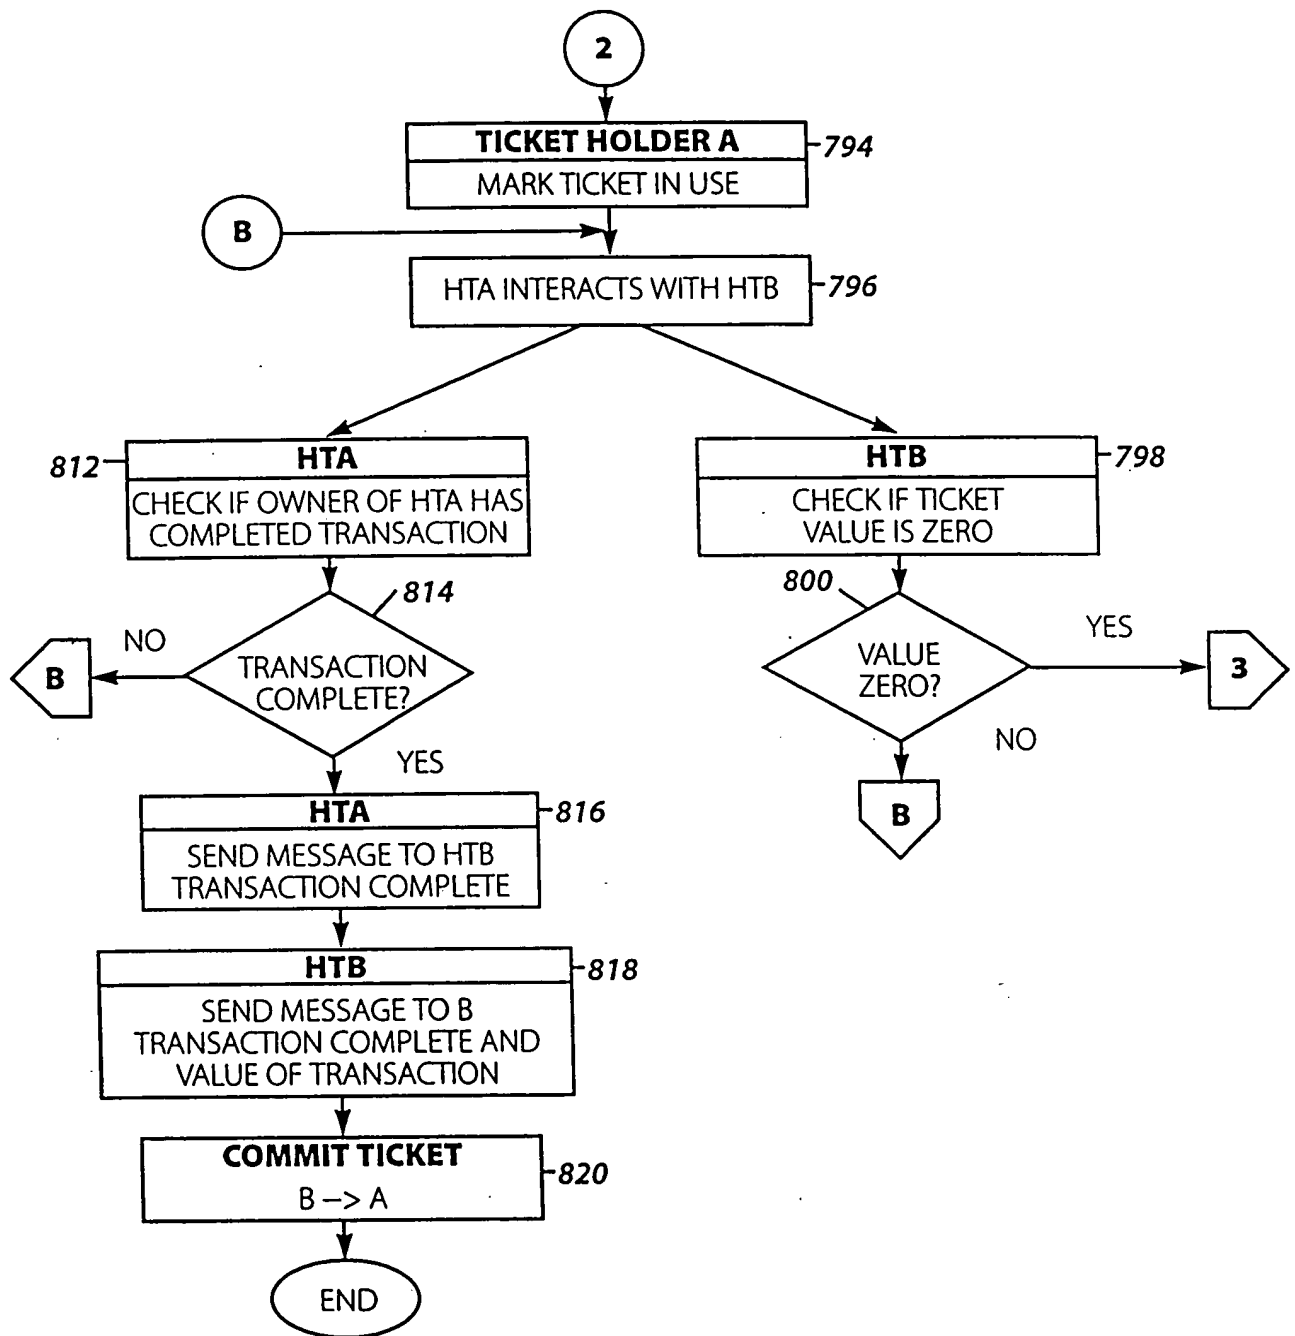 2
TICKET HOLDER A
794
MARK TICKET IN USE
B
HTA INTERACTS WITH HTB
796
812
HTA
CHECK IF OWNER OF HTA HAS
COMPLETED TRANSACTION
HTB
798
CHECK IF TICKET
VALUE IS ZERO
814
NO
B
TRANSACTION
COMPLETE?
YES
800
VALUE
ZERO?
YES
3
NO
B
HTA
816
SEND MESSAGE TO HTB
TRANSACTION COMPLETE
HTB
818
SEND MESSAGE TO B
TRANSACTION COMPLETE AND
VALUE OF TRANSACTION
COMMIT TICKET
820
B –> A
END